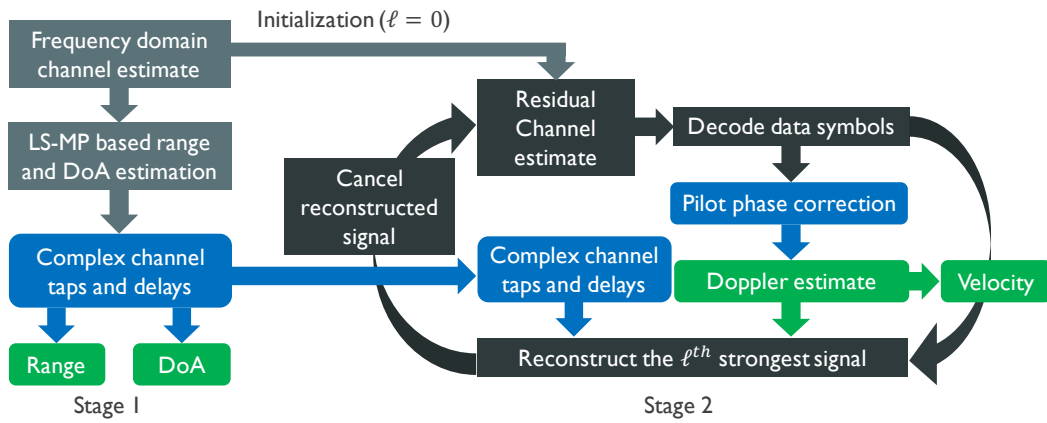 Initialization (ℓ = 0)
Frequency domain
channel estimate
LS-MP based range
and DoA estimation
Complex channel
taps and delays
Range
DoA
Stage 1
Residual
Channel
estimate
Decode data symbols
Cancel
reconstructed
signal
Pilot phase correction
Complex channel
taps and delays
Doppler estimate
Velocity
Reconstruct the ℓth strongest signal
Stage 2